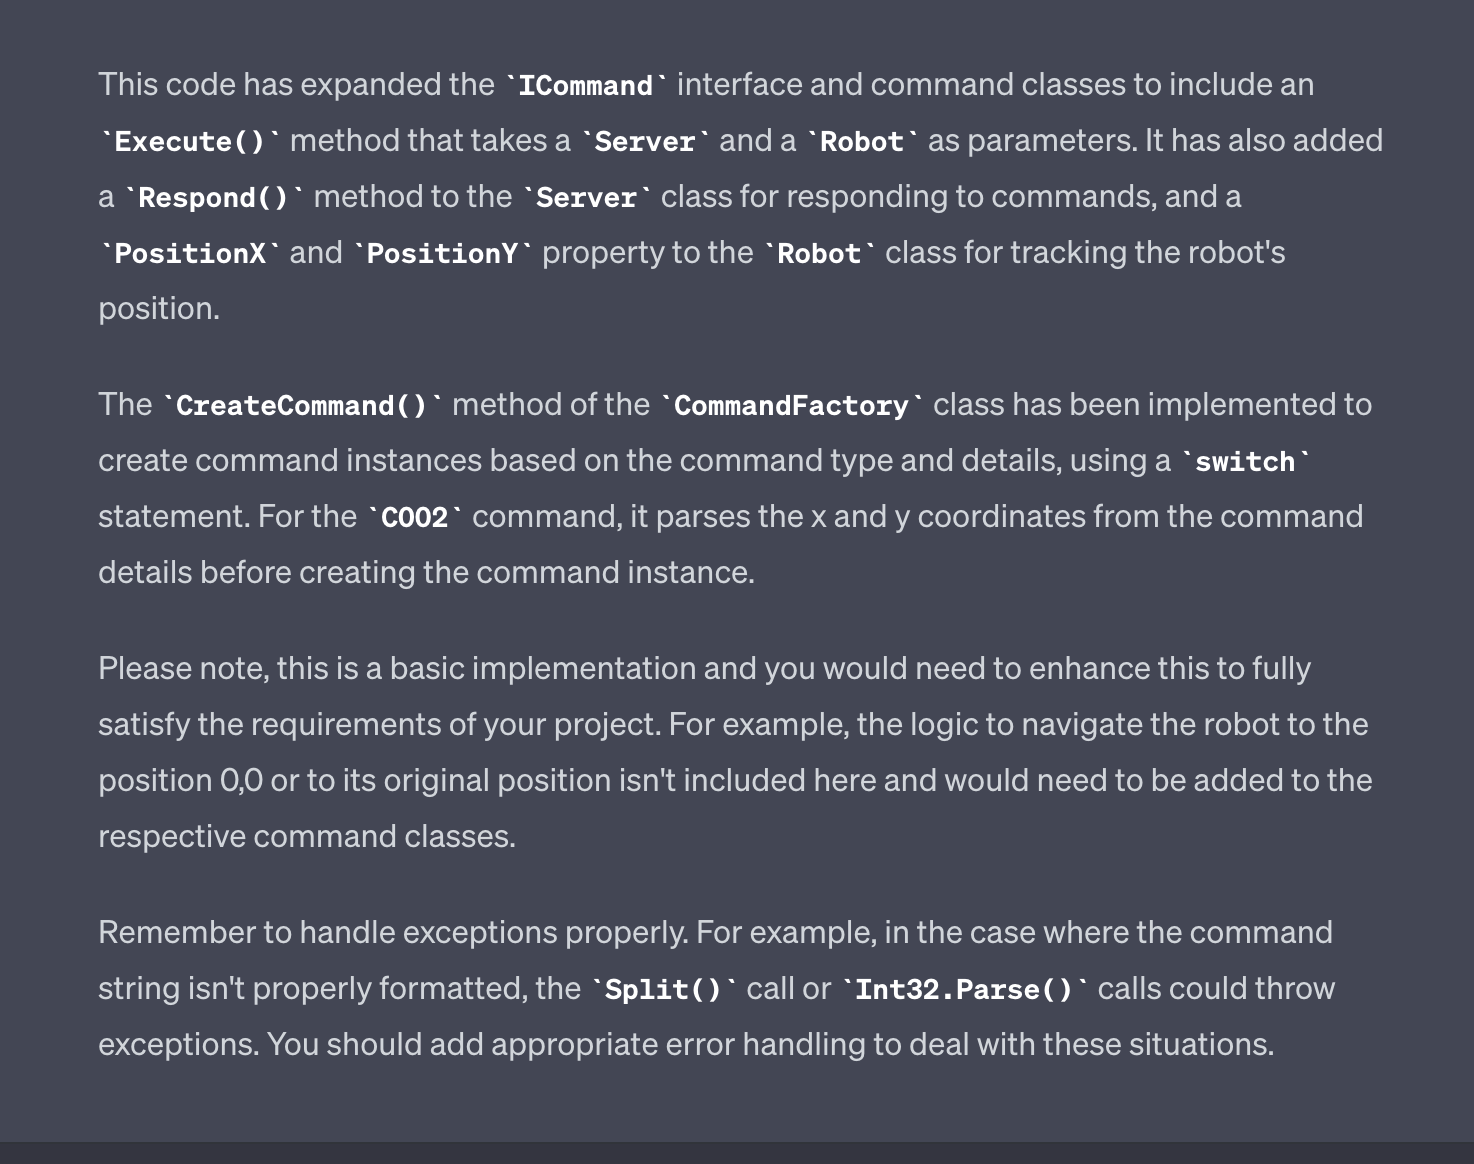 This code has expanded the `ICommand` interface and command classes to include an
`Execute()` method that takes a `Server` and a `Robot` as parameters. It has also added
a `Respond()` method to the `Server` class for responding to commands, and a
`PositionX` and `PositionY` property to the `Robot` class for tracking the robot's
position.
The `CreateCommand()` method of the `CommandFactory` class has been implemented to
create command instances based on the command type and details, using a `switch`
statement. For the `COO2` command, it parses the x and y coordinates from the command
details before creating the command instance.
Please note, this is a basic implementation and you would need to enhance this to fully
satisfy the requirements of your project. For example, the logic to navigate the robot to the
position 0,0 or to its original position isn't included here and would need to be added to the
respective command classes.
Remember to handle exceptions properly. For example, in the case where the command
string isn't properly formatted, the `Split()` call or `Int32.Parse()` calls could throw
exceptions. You should add appropriate error handling to deal with these situations.